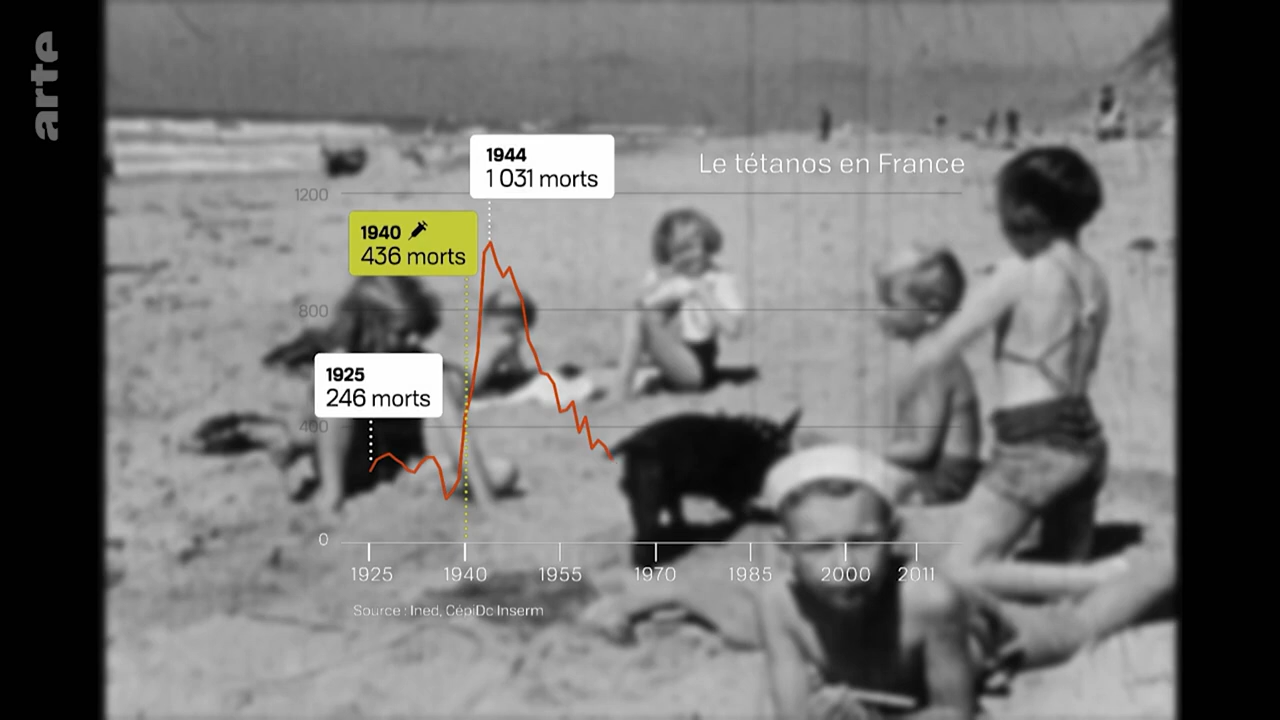 arte
Le tétanos en France
1944
1 031 morts
1940
436 morts
1925
246 morts
1200
800
400
0
1925 1940 1955 1970 1985 2000 2011
Source : Ined, CépiDc Inserm